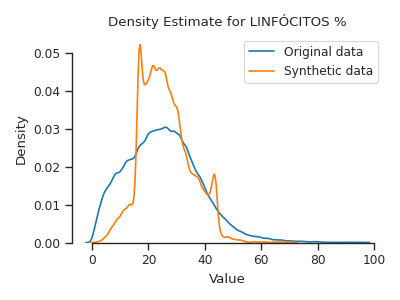 Density Estimate for LINFÓCITOS %
Original data
Synthetic data
0.05
0.04
0.03
0.02
0.01
0.00
Density
0 20 40 60 80 100
Value